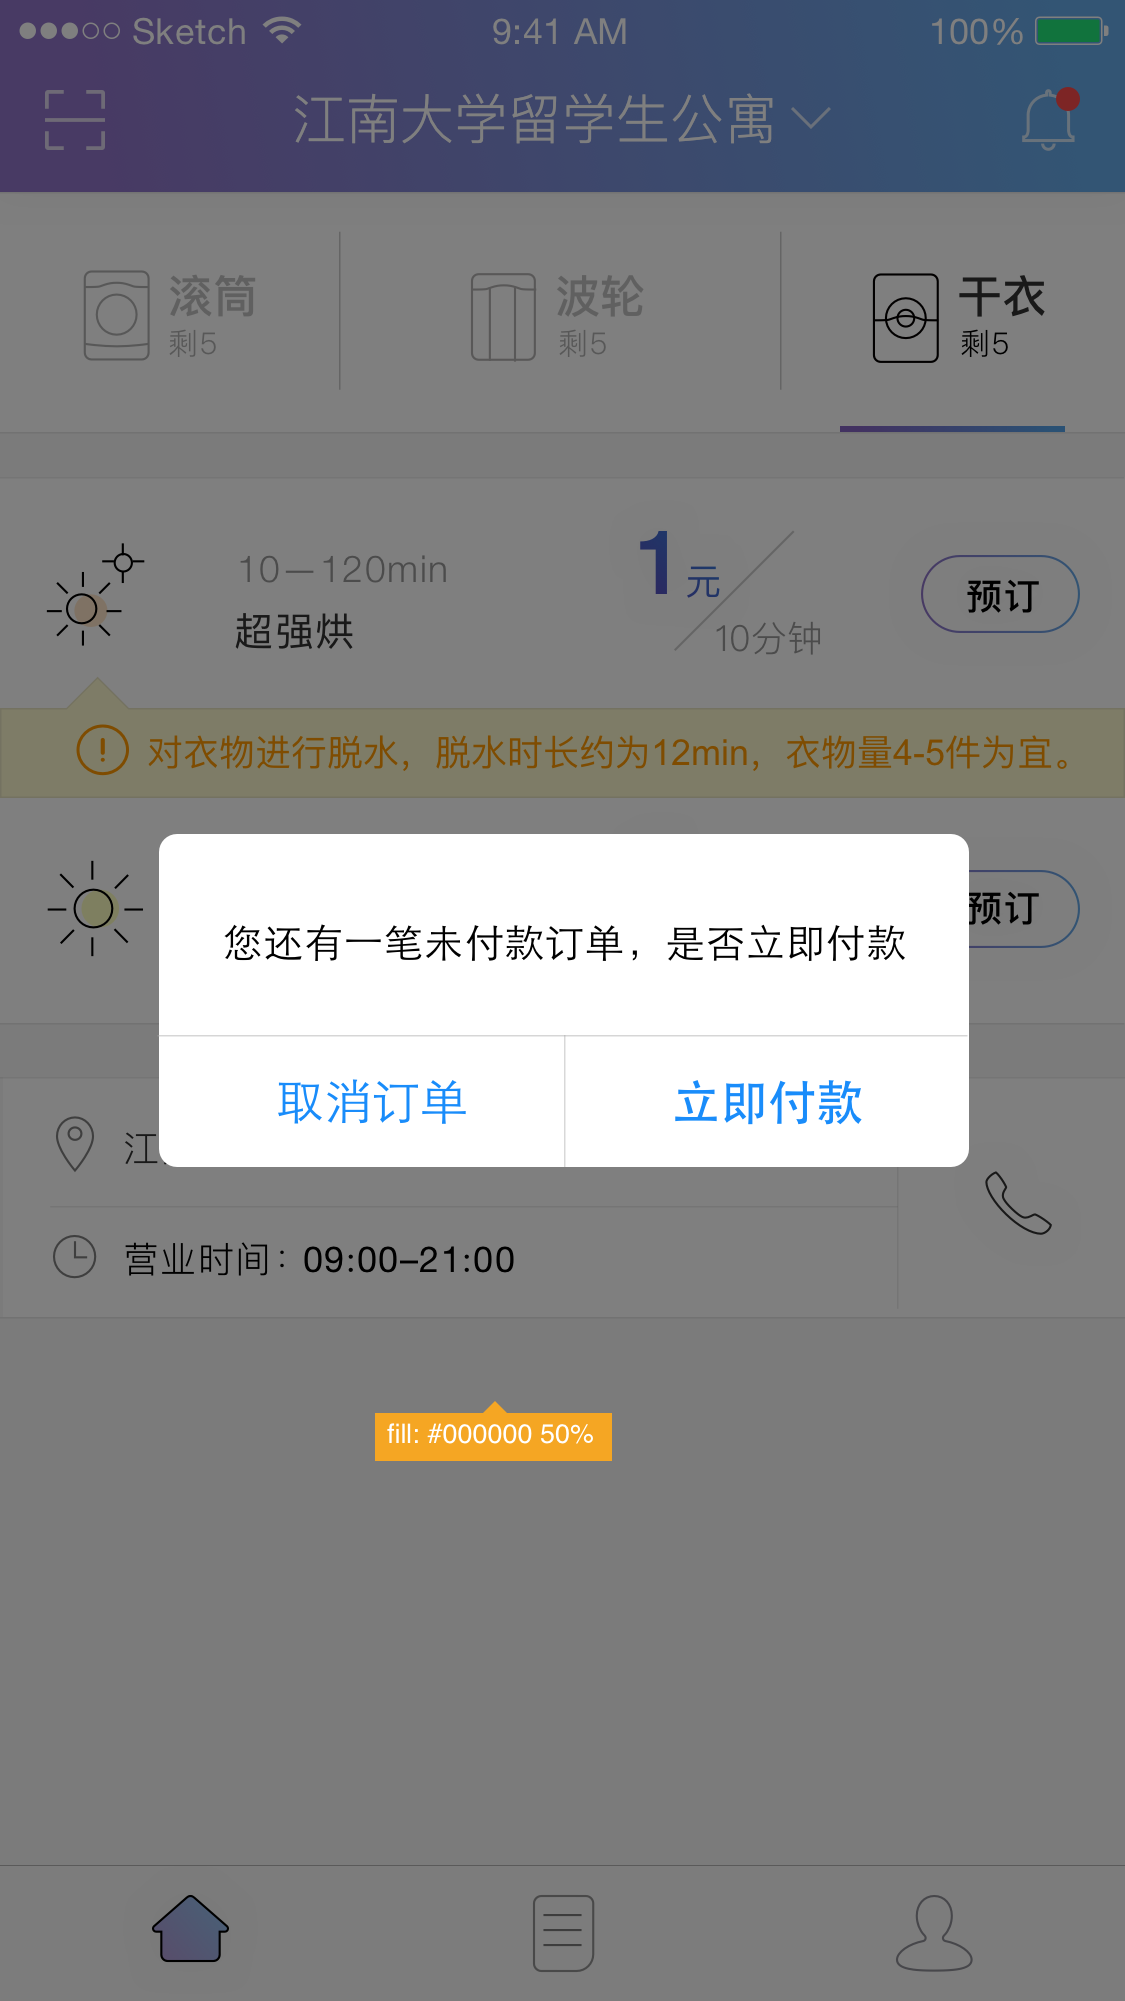 Sketch 9:41 AM 100%
江南大学留学生公寓
滚筒 波轮 干衣
剩5 剩5 剩5
10—120min 1元 预订
超强烘 10分钟
对衣物进行脱水，脱水时长约为12min，衣物量4-5件为宜。
预订
您还有一笔未付款订单，是否立即付款
取消订单 立即付款
江
营业时间：09:00–21:00
fill: #000000 50%